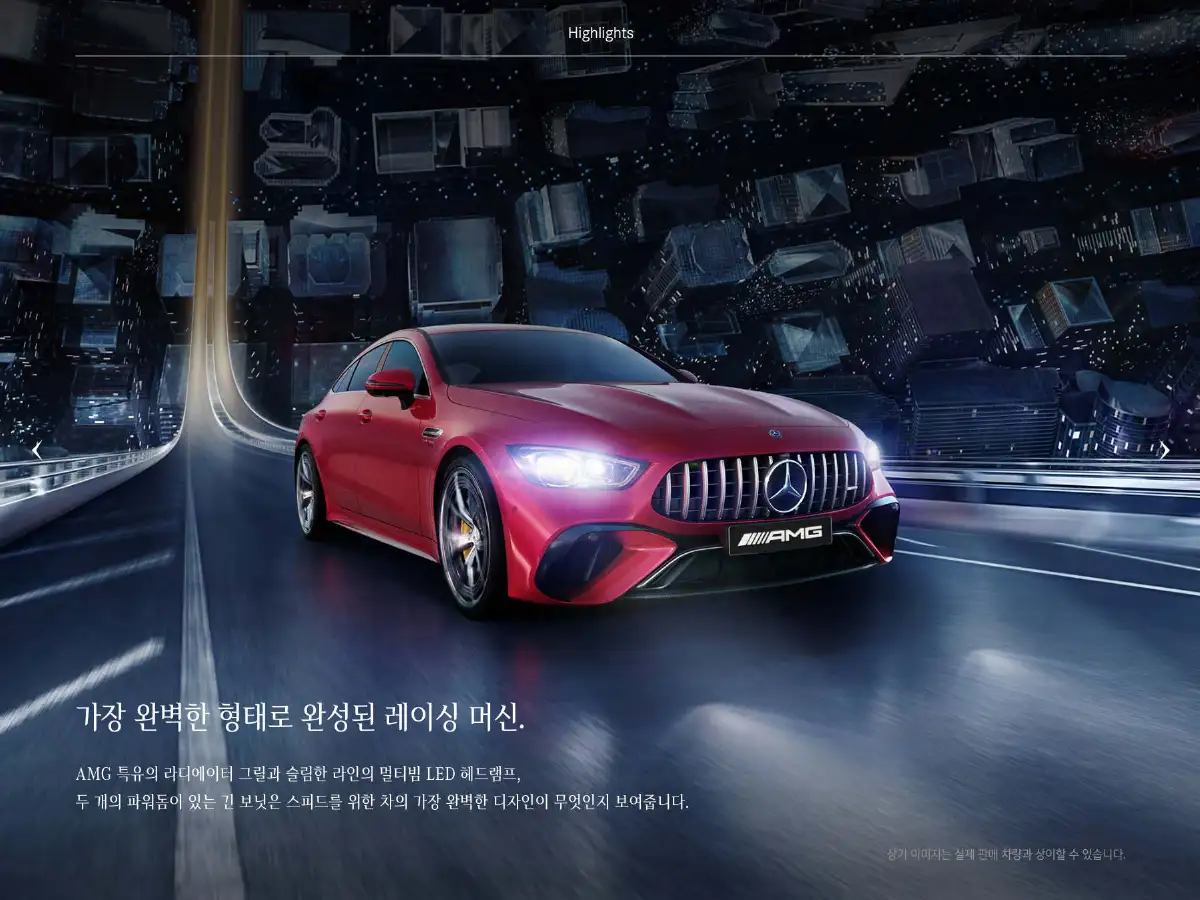 Highlights
AMG
가장 완벽한 형태로 완성된 레이싱 머신.
AMG 특유의 라디에이터 그릴과 슬림한 라인의 멀티빔 LED 헤드램프,
두 개의 파워돔이 있는 긴 보닛은 스피드를 위한 차의 가장 완벽한 디자인이 무엇인지 보여줍니다.
상기 이미지는 실제 판매 차량과 상이할 수 있습니다.